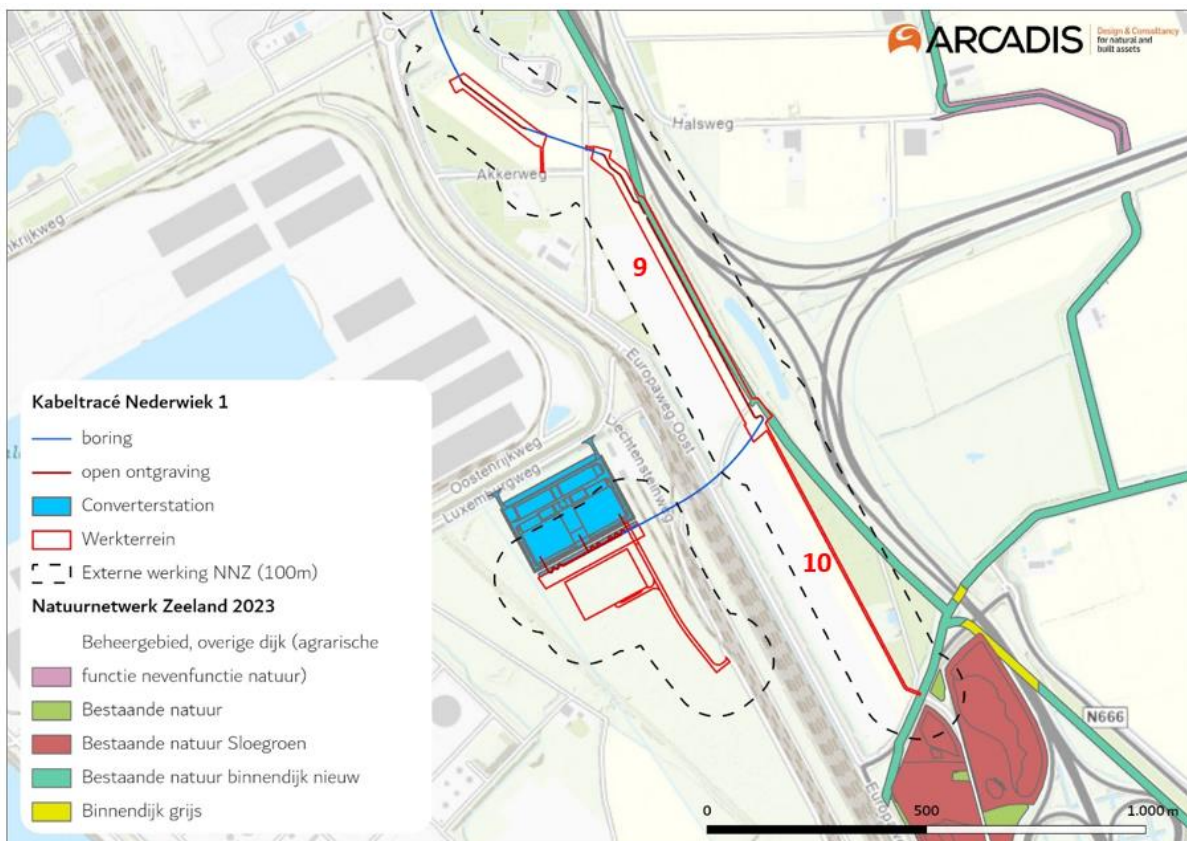 ARCADIS
Design & Consultancy
for natural and
built assets
Halsweg
Akkerweg
9
Europaweg Oost
Liechtensteinweg
Oostenrijkweg
Luxemburgweg
10
N666
Kabeltracé Nederwiek 1
boring
open ontgraving
Converterstation
Werkterrein
Externe werking NNZ (100m)
Natuurnetwerk Zeeland 2023
Beheergebied, overige dijk (agrarische
functie nevenfunctie natuur)
Bestaande natuur
Bestaande natuur Sloegroen
Bestaande natuur binnendijk nieuw
Binnendijk grijs
0 500 1.000 m